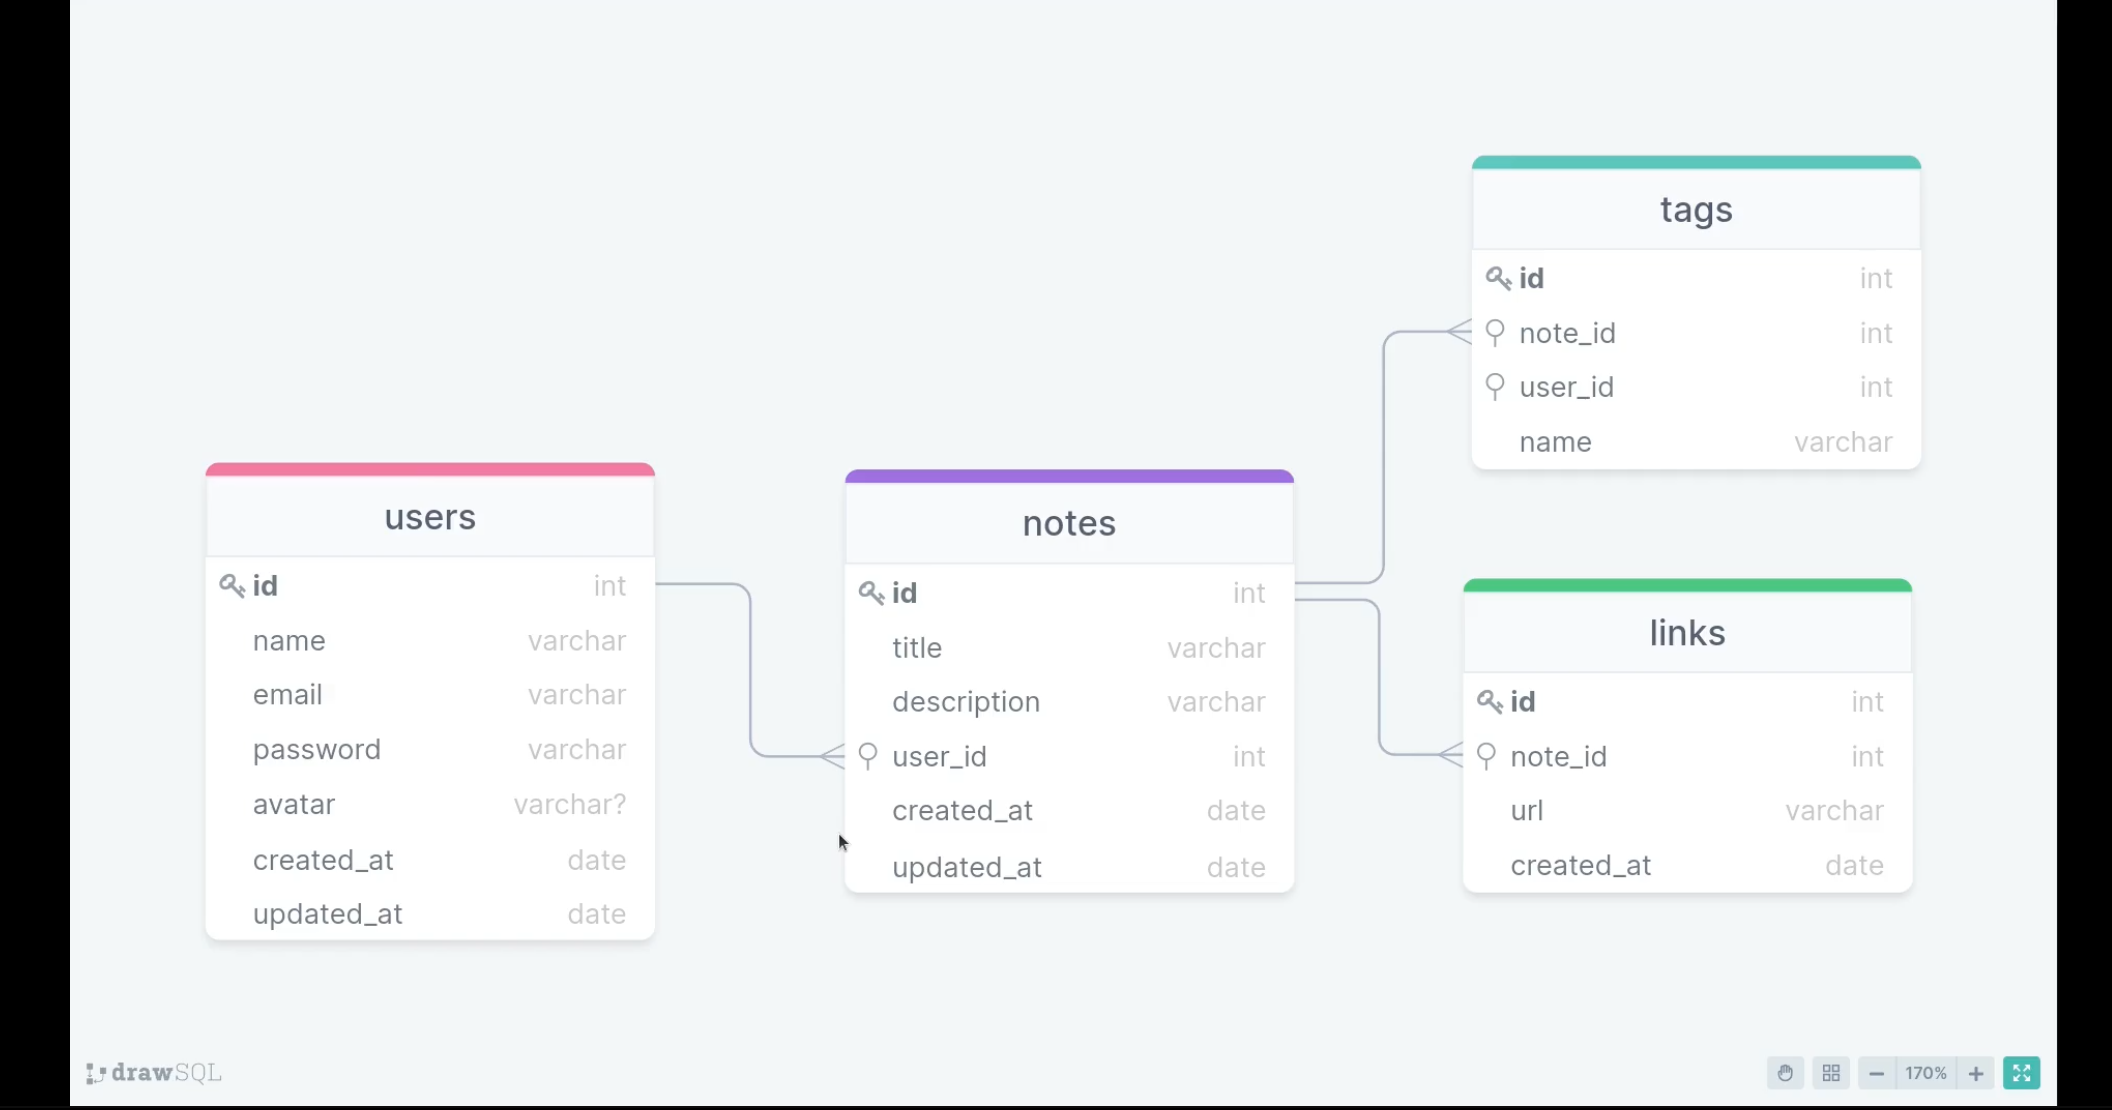 users
id int
name varchar
email varchar
password varchar
avatar varchar?
created_at date
updated_at date
notes
id int
title varchar
description varchar
user_id int
created_at date
updated_at date
tags
id int
note_id int
user_id int
name varchar
links
id int
note_id int
url varchar
created_at date
drawSQL
170%